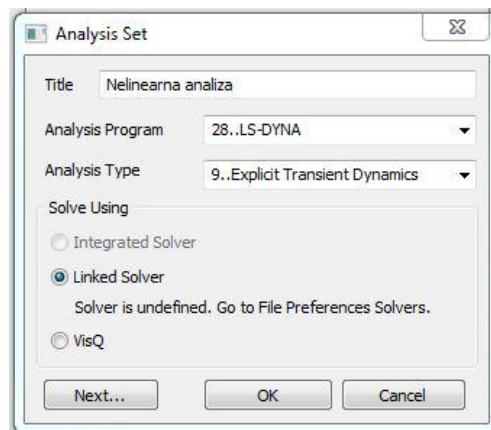 Analysis Set
Title Nelinearna analiza
Analysis Program 28..LS-DYNA
Analysis Type 9..Explicit Transient Dynamics
Solve Using
Integrated Solver
Linked Solver
Solver is undefined. Go to File Preferences Solvers.
VisQ
Next... OK Cancel